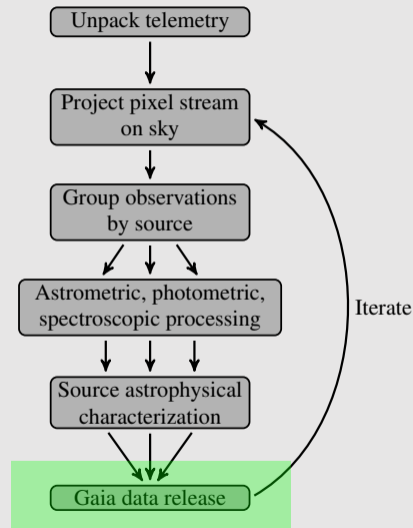 Unpack telemetry
Project pixel stream
on sky
Group observations
by source
Astrometric, photometric,
spectroscopic processing
Iterate
Source astrophysical
characterization
Gaia data release